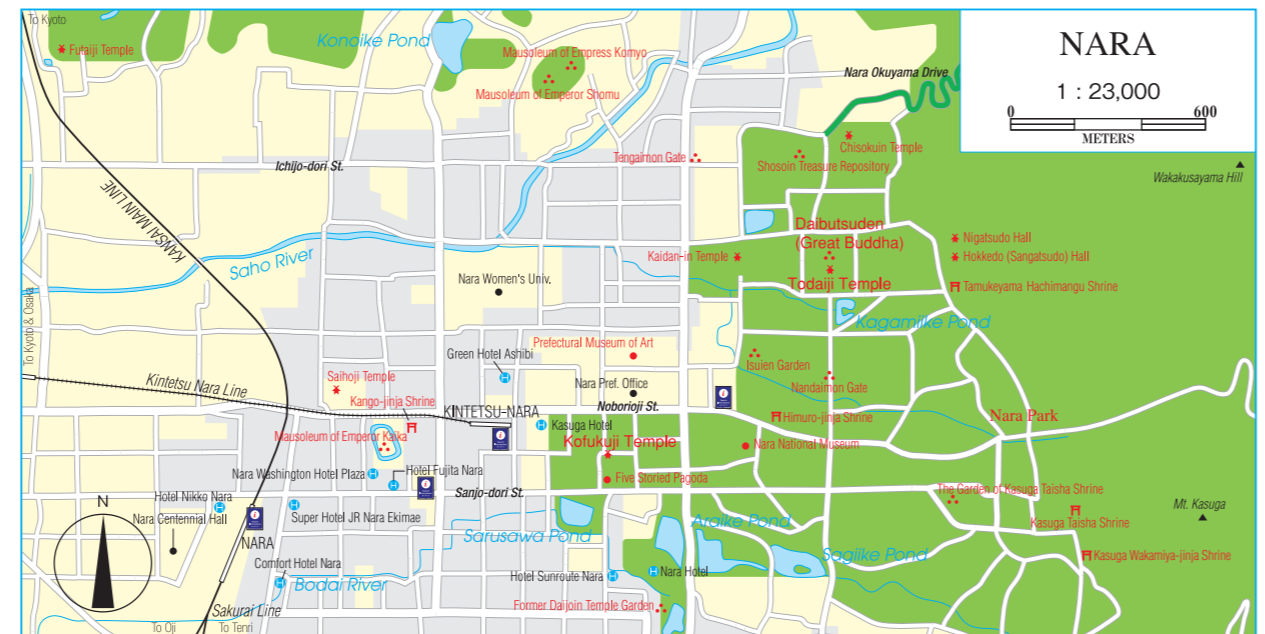 To Kyoto
Futaiji Temple
Konoike Pond
Mausoleum of Empress Komyo
Mausoleum of Emperor Shomu
Nara Okuyama Drive
NARA
1 : 23,000
0 600
METERS
Chisokuin Temple
Tengaimon Gate
Shosoin Treasure Repository
Ichijo-dori St.
Wakakusayama Hill
KANSAI MAIN LINE
Daibutsuden
(Great Buddha)
Nigatsudo Hall
Kaidan-in Temple
Hokkedo (Sangatsudo) Hall
Saho River
Nara Women's Univ.
Todaiji Temple
Tamukeyama Hachimangu Shrine
To Kyoto & Osaka
Kagamiike Pond
Prefectural Museum of Art
Green Hotel Ashibi
Isuien Garden
Kintetsu Nara Line
Saihoji Temple
Nara Pref. Office
Nandaimon Gate
Kango-jinja Shrine
KINTETSU-NARA
Noborioji St.
i
Himuro-jinja Shrine
Nara Park
H
Kasuga Hotel
Mausoleum of Emperor Kaika
i
Kofukuji Temple
Nara National Museum
Nara Washington Hotel Plaza
H
Hotel Fujita Nara
H
Five Storied Pagoda
i
Sanjo-dori St.
The Garden of Kasuga Taisha Shrine
N
Hotel Nikko Nara
H
H
Super Hotel JR Nara Ekimae
Nara Centennial Hall
i
Mt. Kasuga
Araike Pond
Kasuga Taisha Shrine
Sarusawa Pond
NARA
Sagiike Pond
Kasuga Wakamiya-jinja Shrine
Comfort Hotel Nara
H
Bodai River
Hotel Sunroute Nara
H
H
Nara Hotel
Sakurai Line
Former Daijoin Temple Garden
To Oji
To Tenri